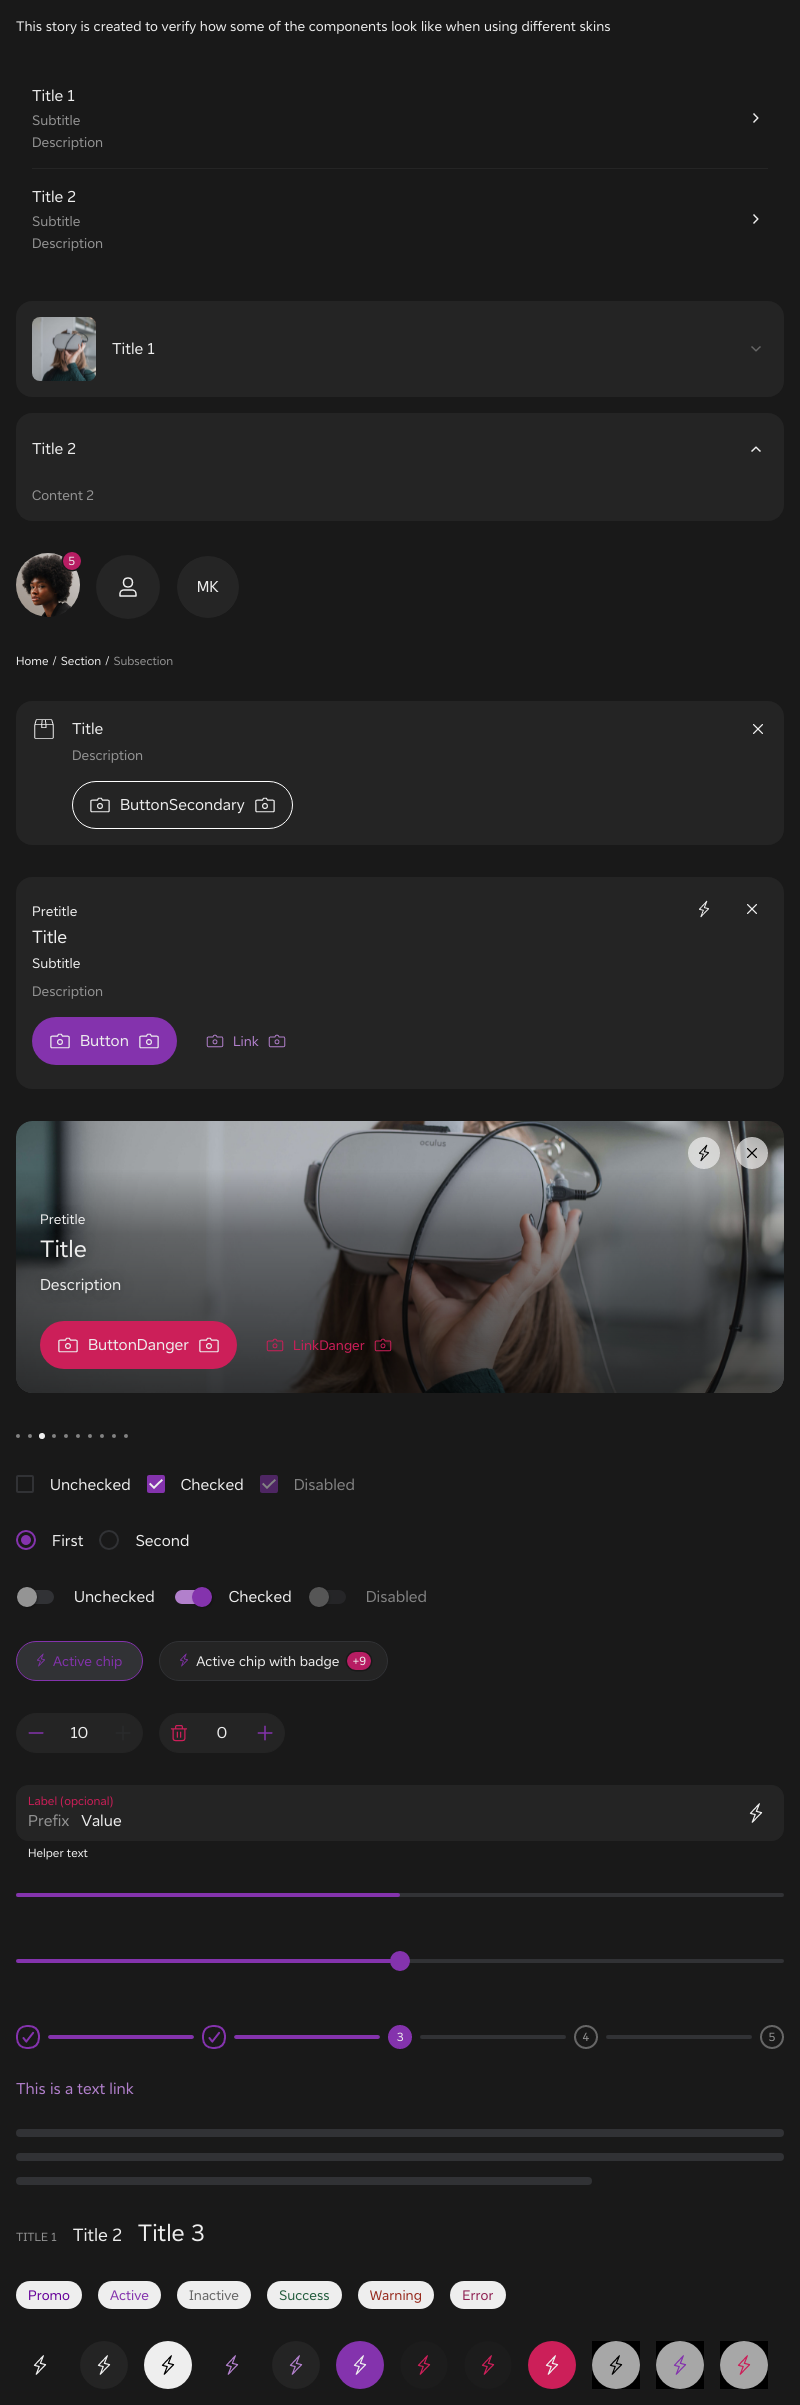 This story is created to verify how some of the components look like when using different skins
Title 1
Subtitle
Description
Title 2
Subtitle
Description
Title 1
Title 2
Content 2
5
MK
Home / Section / Subsection
Title
Description
ButtonSecondary
Pretitle
Title
Subtitle
Description
Button Link
oculus
Pretitle
Title
Description
ButtonDanger LinkDanger
Unchecked Checked Disabled
First Second
Unchecked Checked Disabled
Active chip Active chip with badge +9
10 0
Label (opcional)
Prefix Value
Helper text
3 4 5
This is a text link
TITLE 1 Title 2 Title 3
Promo Active Inactive Success Warning Error